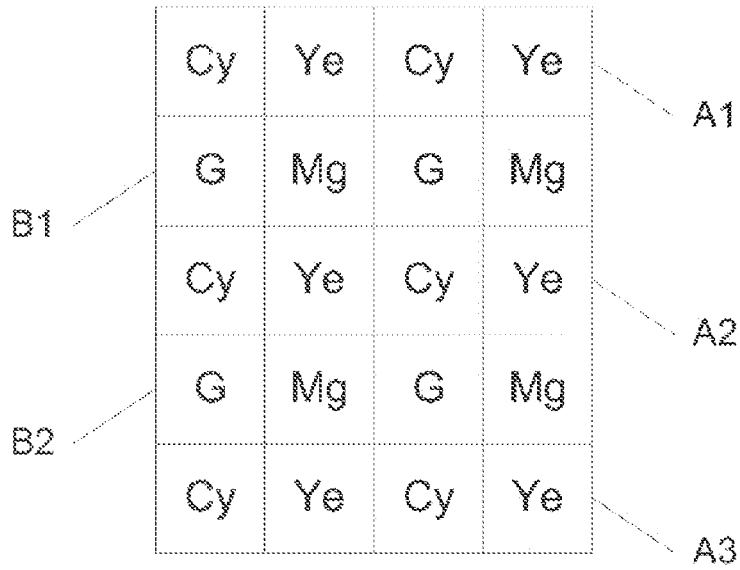 Cy Ye Cy Ye
A1
G Mg G Mg
B1
Cy Ye Cy Ye
A2
G Mg G Mg
B2
Cy Ye Cy Ye
A3